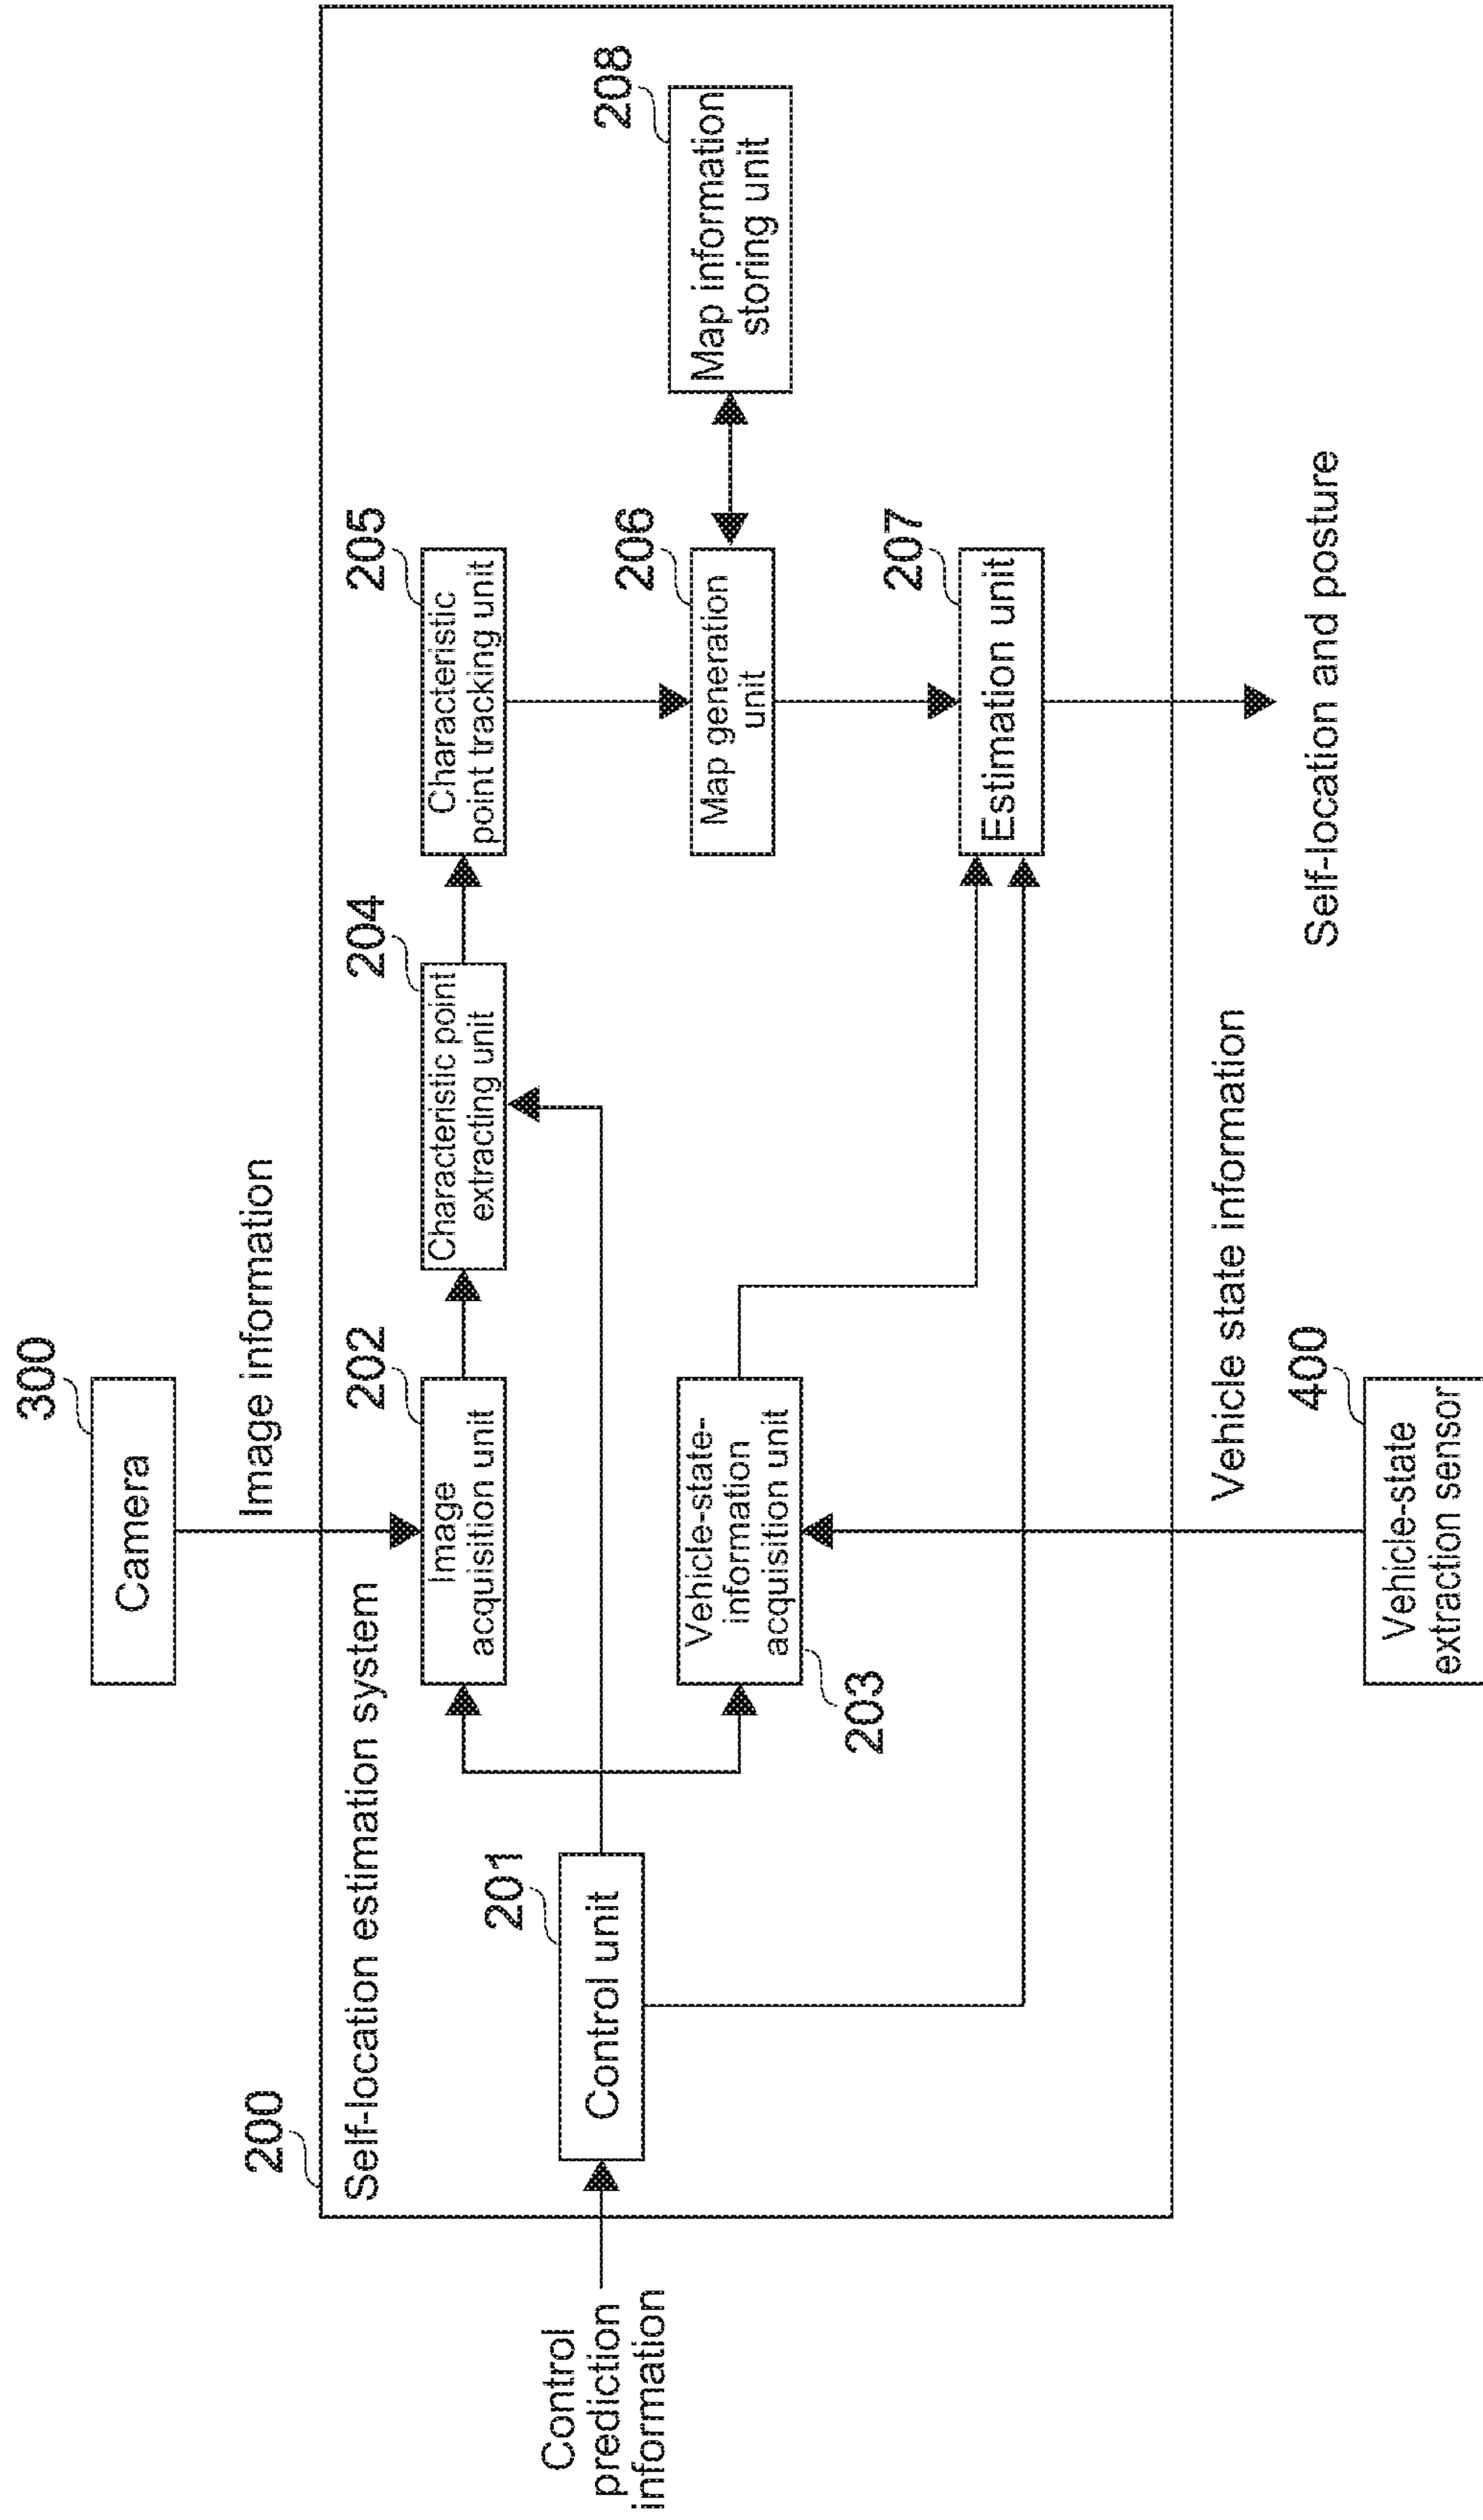 300
Camera
Image information
200
Self-location estimation system
202
Image
acquisition unit
204
Characteristic point
extracting unit
205
Characteristic
point tracking unit
Control
prediction
information
201
Control unit
203
Vehicle-state-
information
acquisition unit
206
Map generation
unit
208
Map information
storing unit
207
Estimation unit
Vehicle state information
Self-location and posture
400
Vehicle-state
extraction sensor